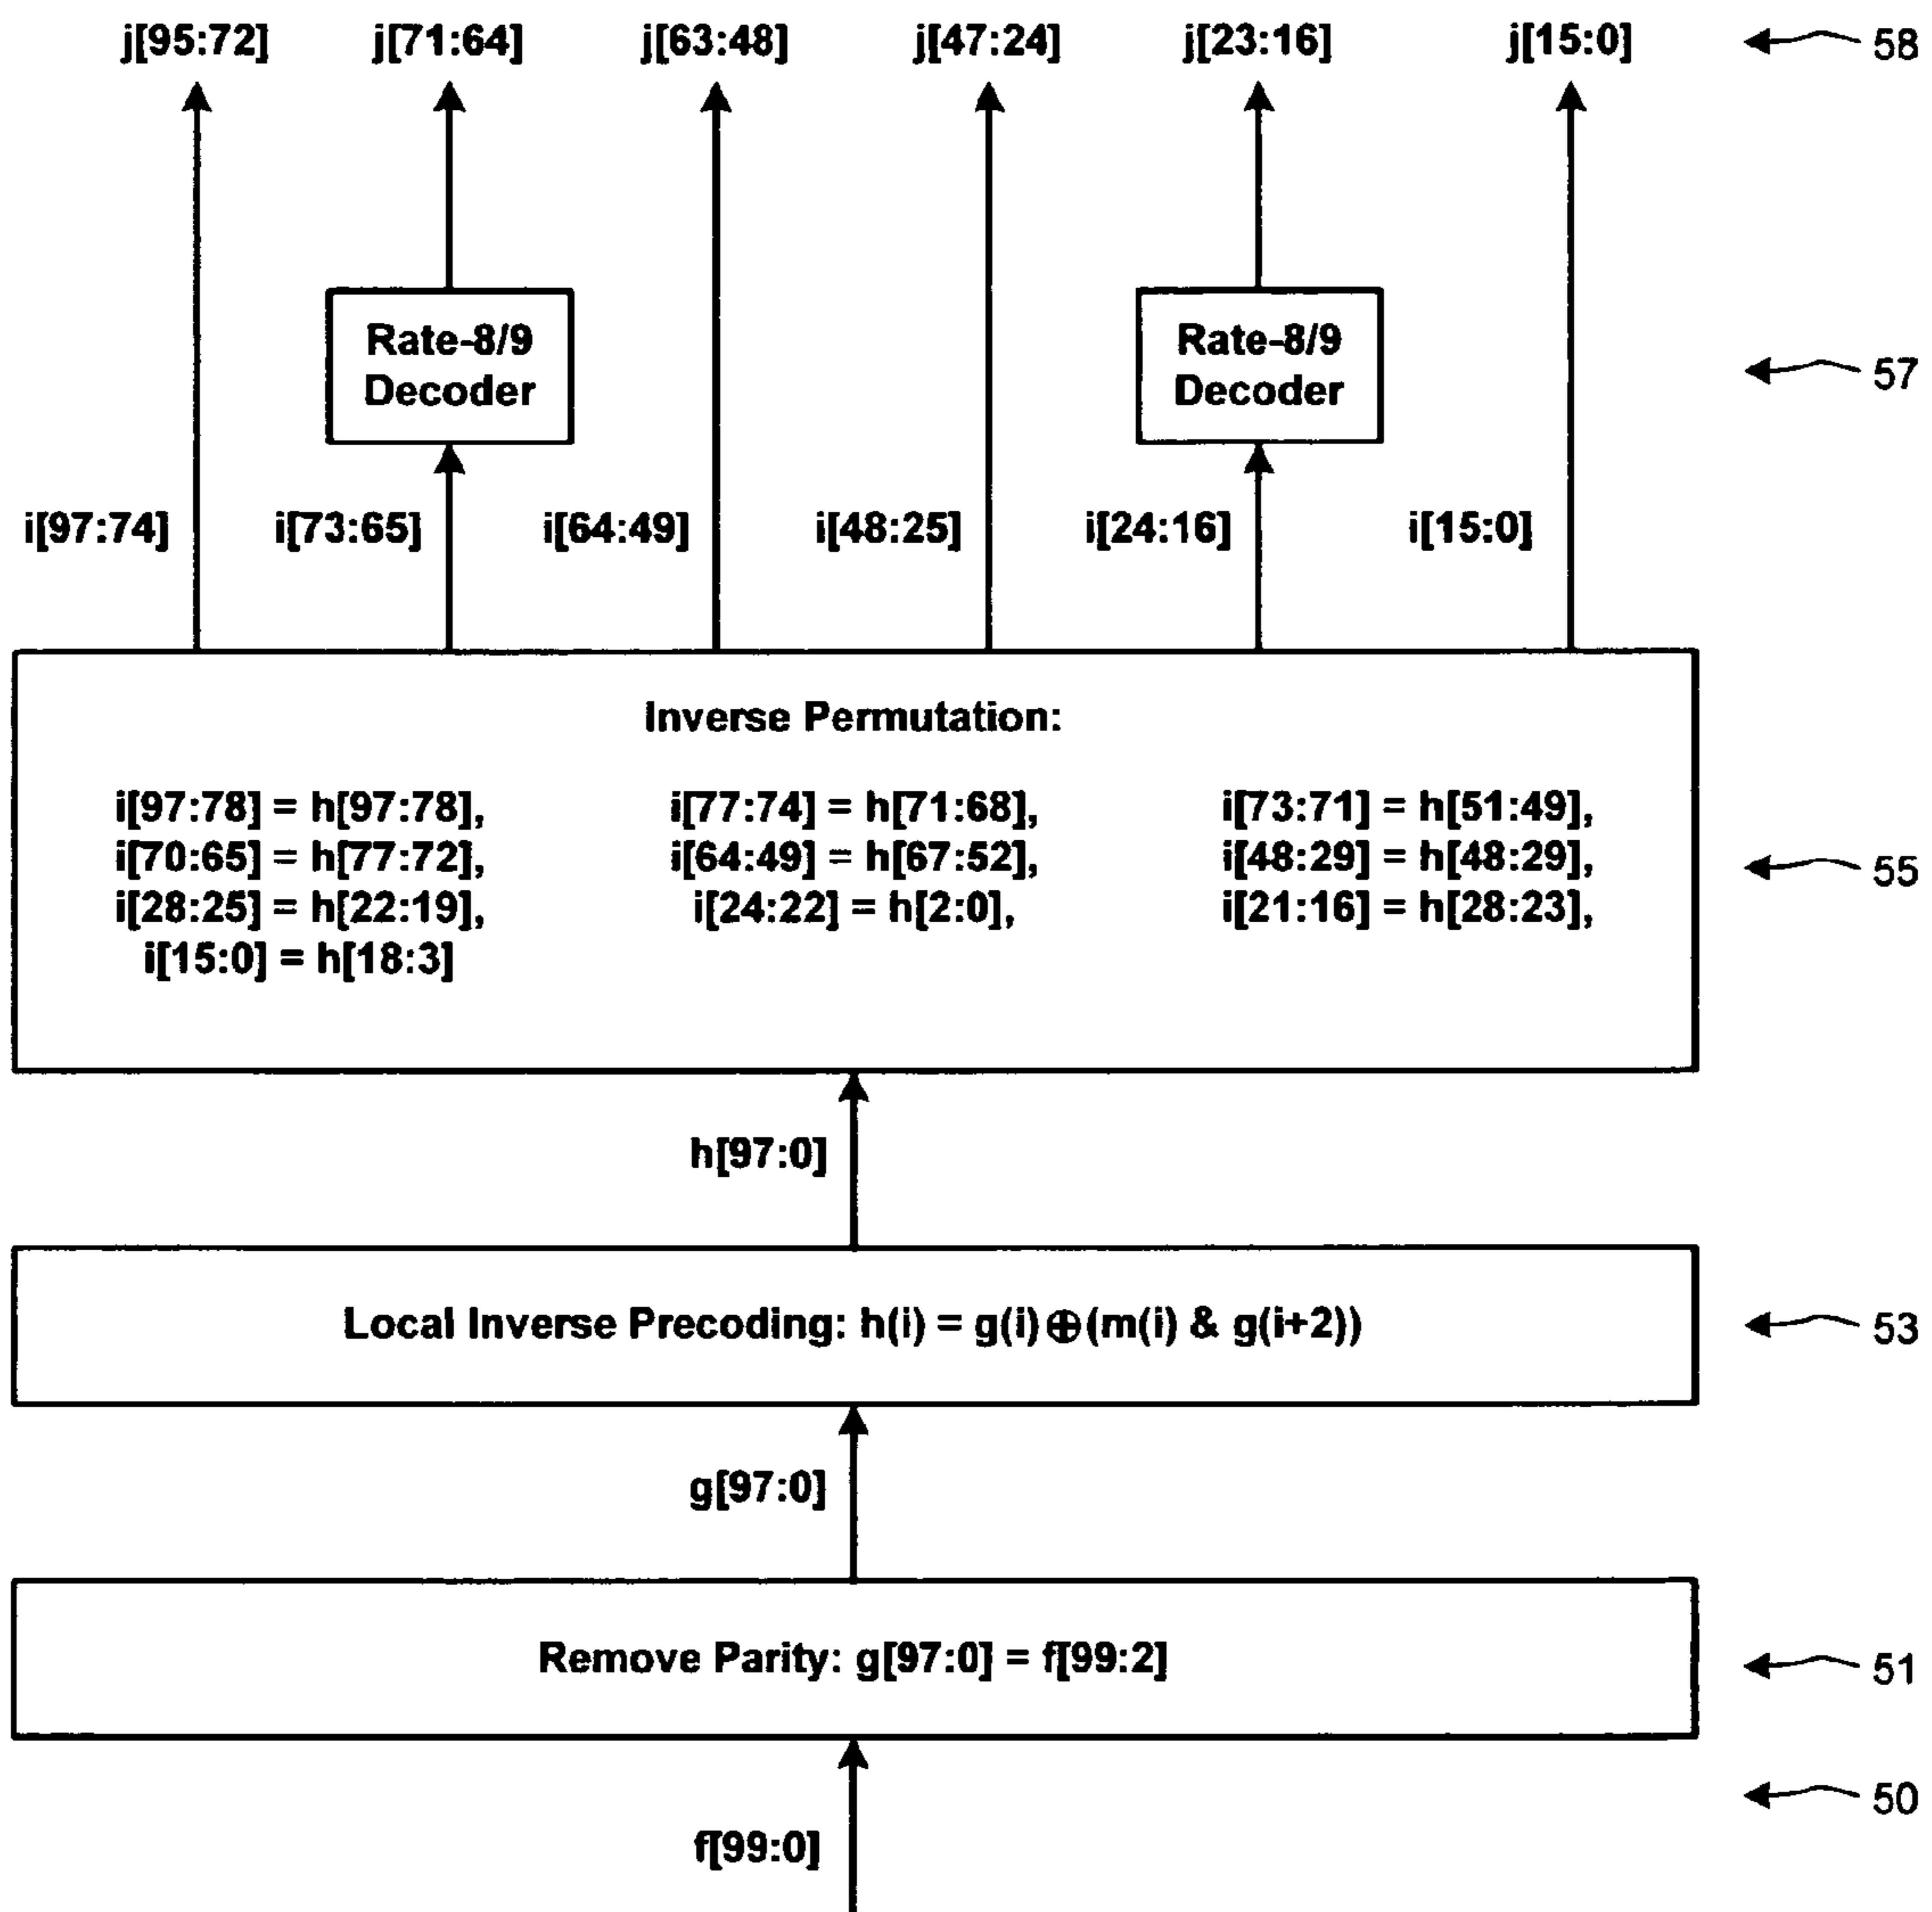 j[95:72] j[71:64] j[63:48] j[47:24] j[23:16] j[15:0] 58
Rate-8/9 Rate-8/9
Decoder Decoder 57
i[97:74] i[73:65] i[64:49] i[48:25] i[24:16] i[15:0]
Inverse Permutation:
i[97:78] = h[97:78], i[77:74] = h[71:68], i[73:71] = h[51:49],
i[70:65] = h[77:72], i[64:49] = h[67:52], i[48:29] = h[48:29], 55
i[28:25] = h[22:19], i[24:22] = h[2:0], i[21:16] = h[28:23],
i[15:0] = h[18:3]
h[97:0]
Local Inverse Precoding: h(i) = g(i)⊕(m(i) & g(i+2)) 53
g[97:0]
Remove Parity: g[97:0] = f[99:2] 51
50
f[99:0]